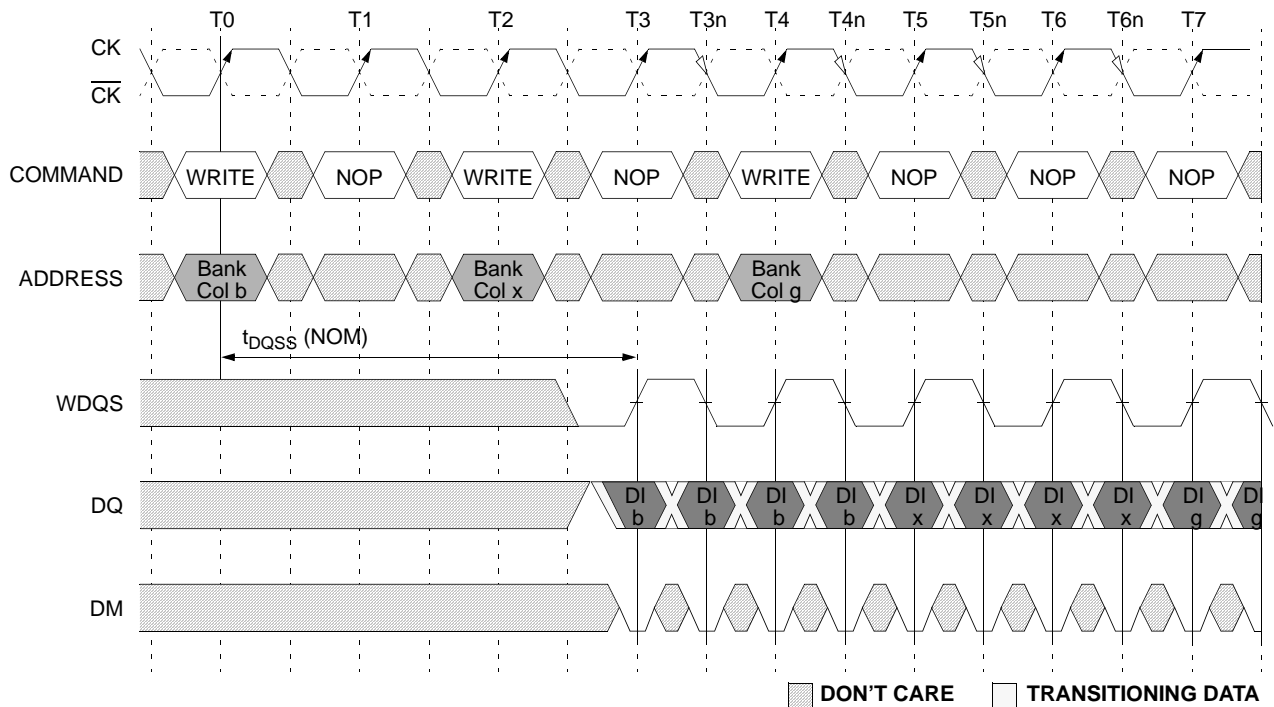 T0 T1 T2 T3 T3n T4 T4n T5 T5n T6 T6n T7
CK
CK
COMMAND WRITE NOP WRITE NOP WRITE NOP NOP NOP
ADDRESS Bank Col b Bank Col x Bank Col g
tDQSS (NOM)
WDQS
DQ DI b DI b DI b DI b DI x DI x DI x DI x DI g DI g
DM
DON'T CARE TRANSITIONING DATA